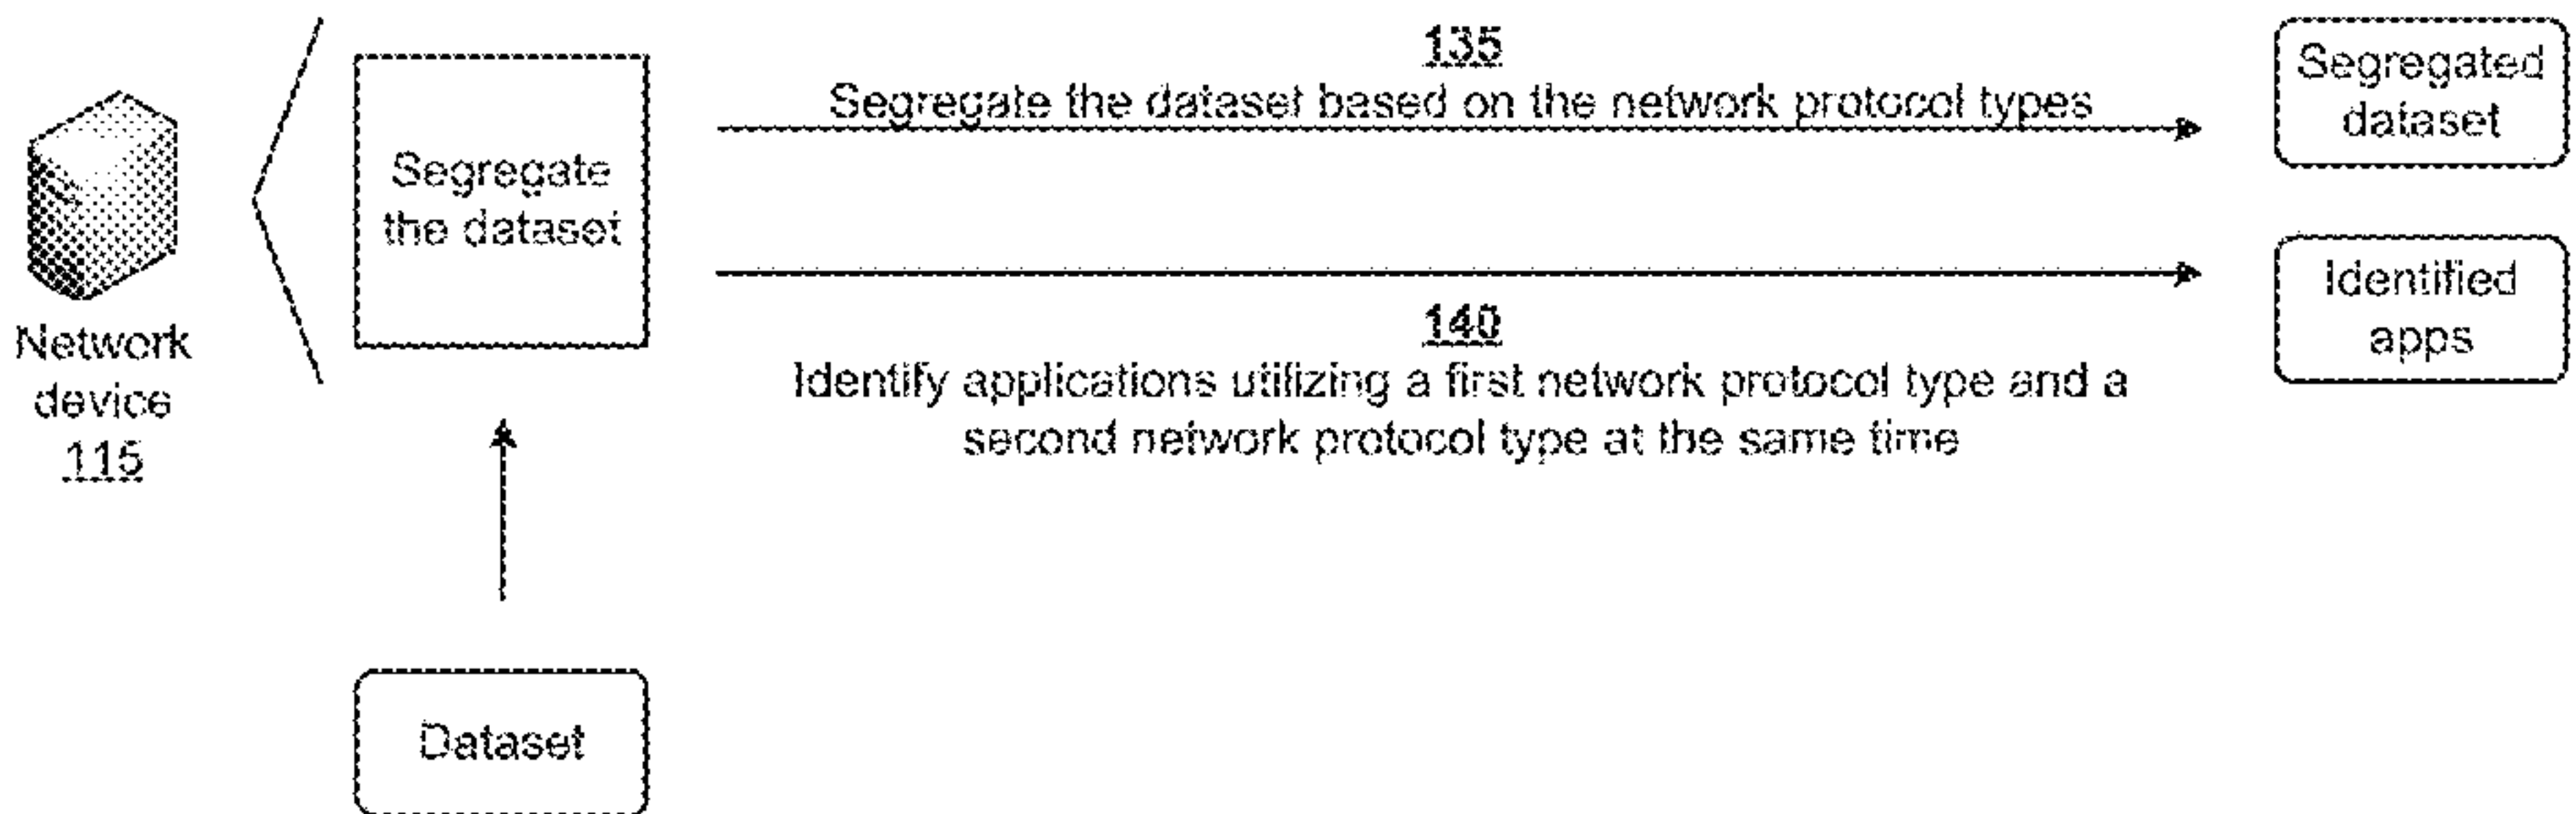 Network
device
115
Segregate
the dataset
Dataset
135
Segregate the dataset based on the network protocol types
140
Identify applications utilizing a first network protocol type and a
second network protocol type at the same time
Segregated
dataset
Identified
apps